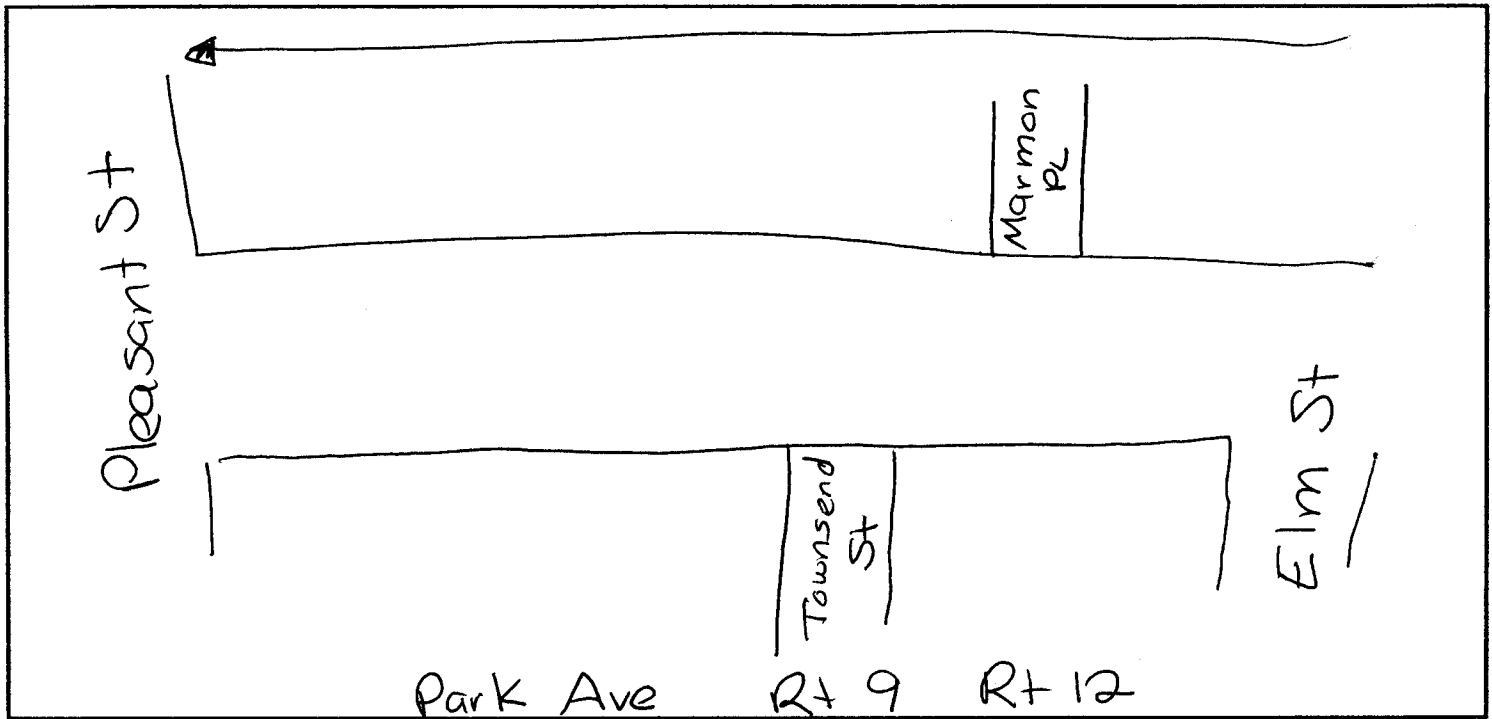 Pleasant St
Marmon
PL
Townsend
St
Elm St
Park Ave Rt 9 Rt 12